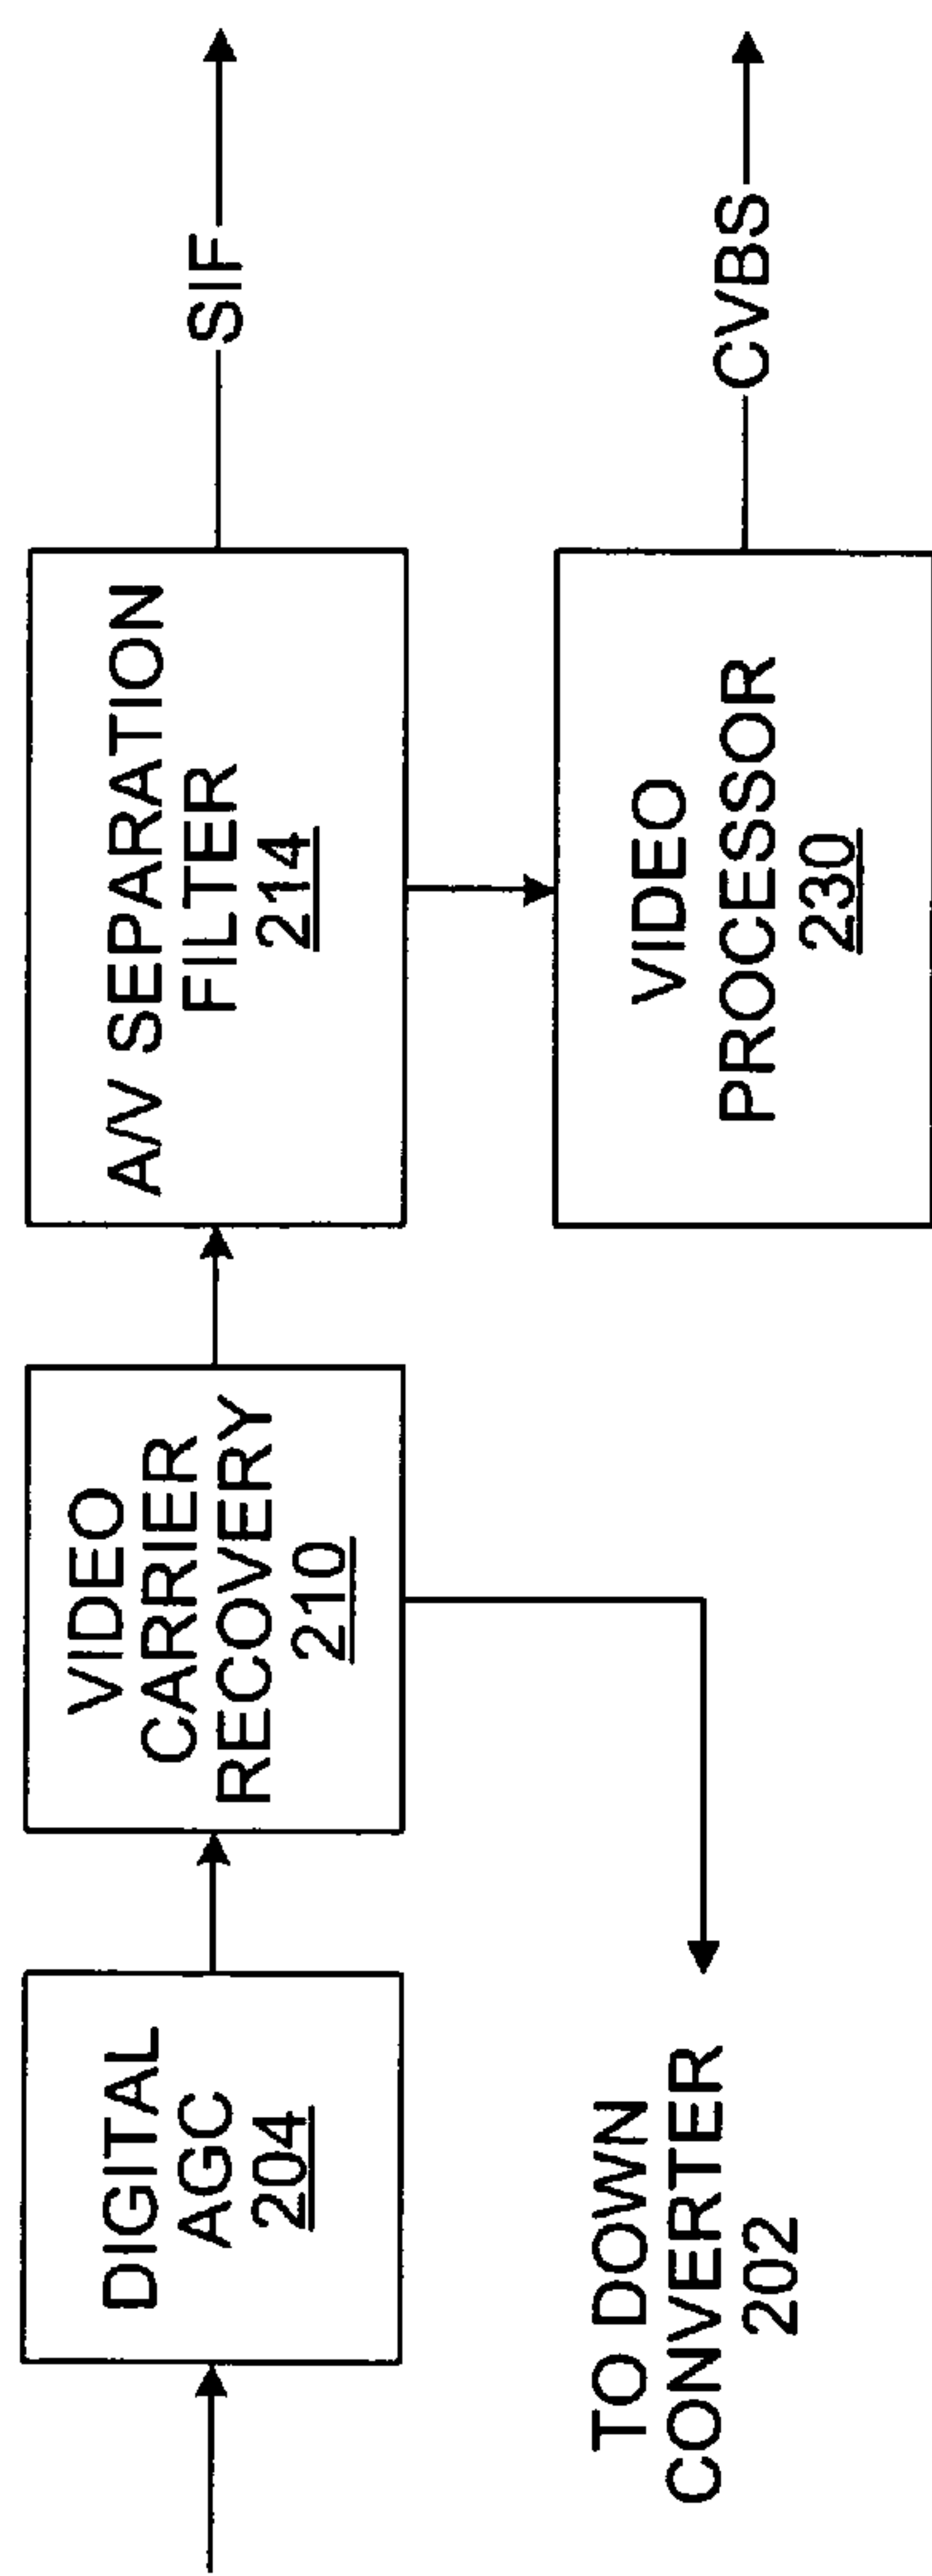 DIGITAL
AGC
204
VIDEO
CARRIER
RECOVERY
210
A/V SEPARATION
FILTER
214
SIF
TO DOWN
CONVERTER
202
VIDEO
PROCESSOR
230
CVBS